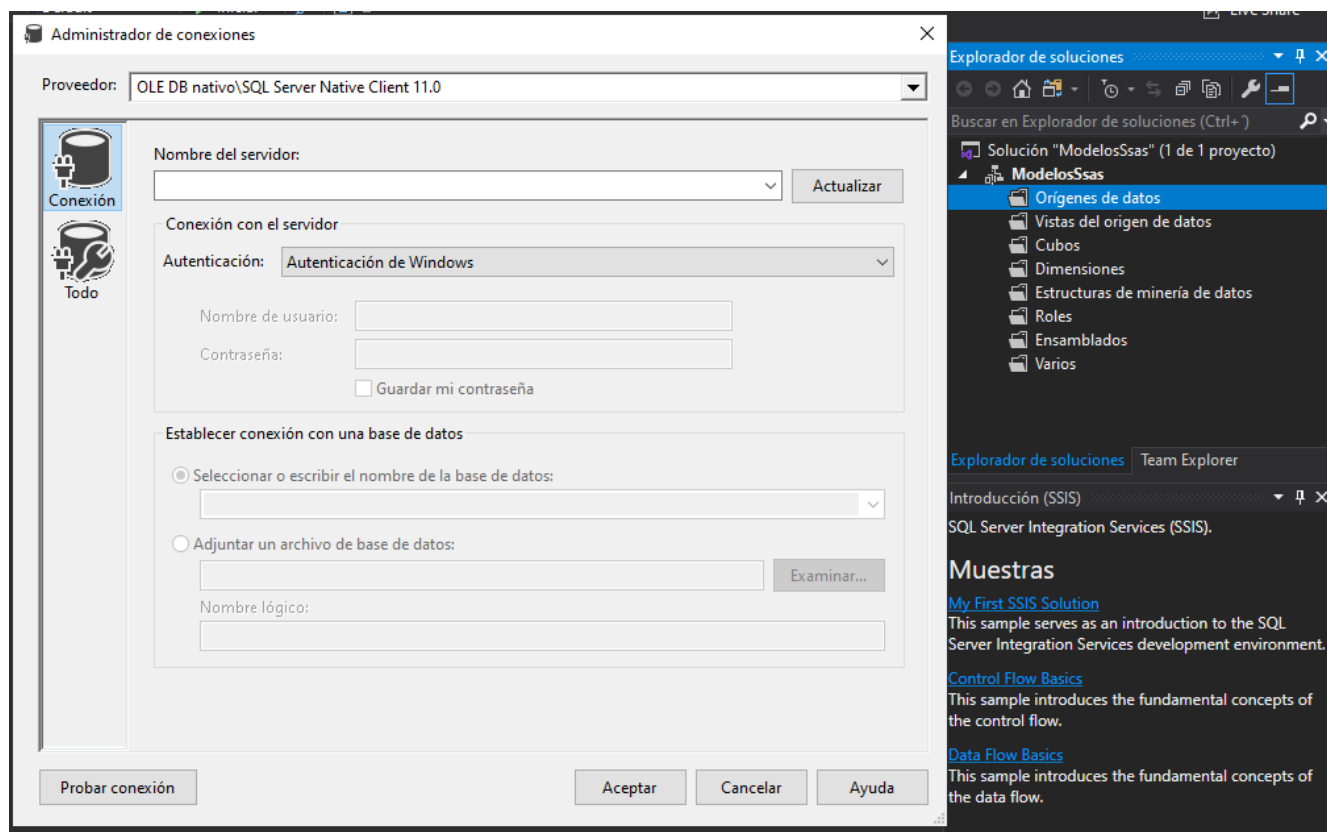 Administrador de conexiones
Proveedor: OLE DB nativo\SQL Server Native Client 11.0
Conexión
Todo
Nombre del servidor:
Actualizar
Conexión con el servidor
Autenticación: Autenticación de Windows
Nombre de usuario:
Contraseña:
Guardar mi contraseña
Establecer conexión con una base de datos
Seleccionar o escribir el nombre de la base de datos:
Adjuntar un archivo de base de datos:
Examinar...
Nombre lógico:
Probar conexión
Aceptar
Cancelar
Ayuda
Live Share
Explorador de soluciones
Buscar en Explorador de soluciones (Ctrl+´)
Solución "ModelosSsas" (1 de 1 proyecto)
ModelosSsas
Orígenes de datos
Vistas del origen de datos
Cubos
Dimensiones
Estructuras de minería de datos
Roles
Ensamblados
Varios
Explorador de soluciones Team Explorer
Introducción (SSIS)
SQL Server Integration Services (SSIS).
Muestras
My First SSIS Solution
This sample serves as an introduction to the SQL
Server Integration Services development environment.
Control Flow Basics
This sample introduces the fundamental concepts of
the control flow.
Data Flow Basics
This sample introduces the fundamental concepts of
the data flow.